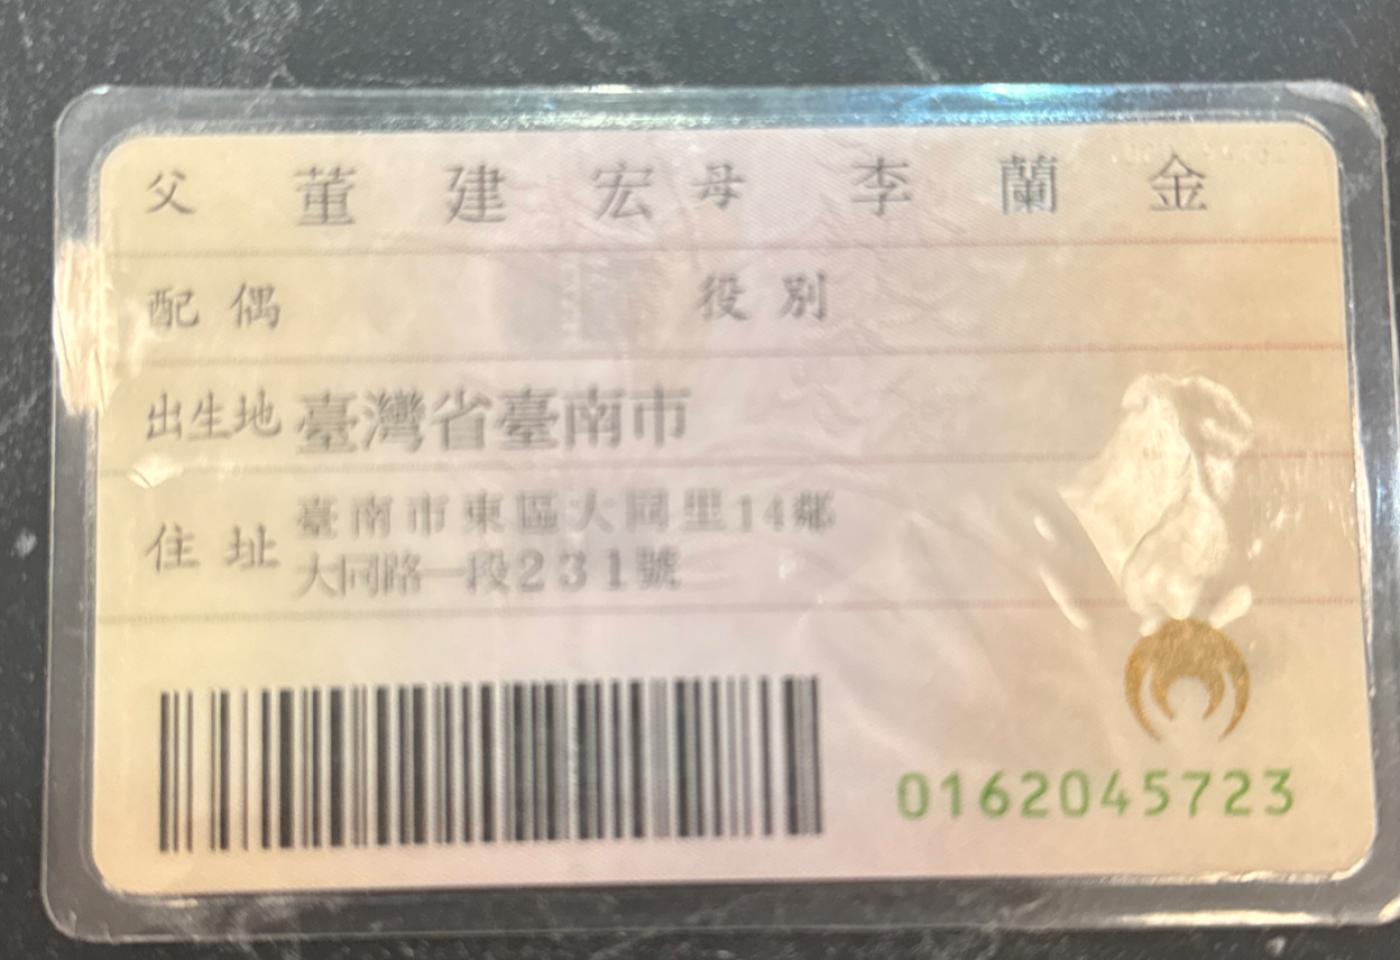 父 董建宏 母 李蘭金
配偶 役別
出生地 臺灣省臺南市
住址 臺南市東區大同里14鄰
大同路一段231號
0162045723